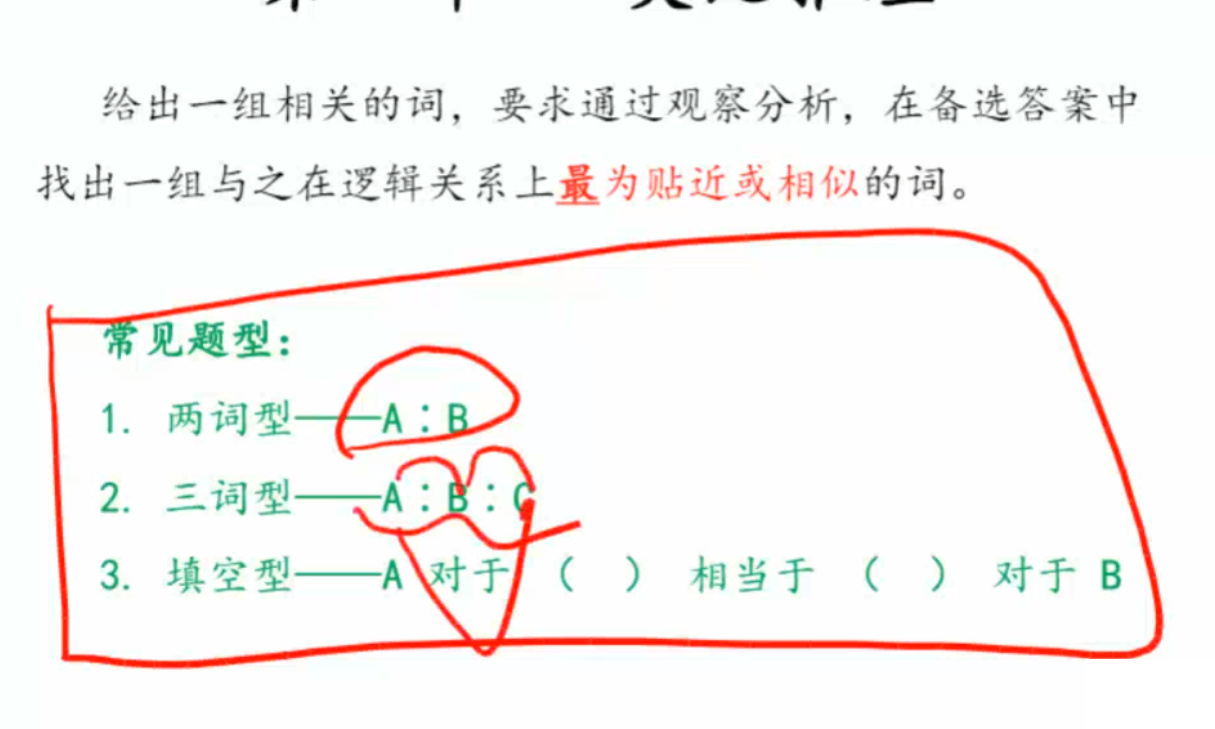 给出一组相关的词，要求通过观察分析，在备选答案中
找出一组与之在逻辑关系上最为贴近或相似的词。
常见题型：
1. 两词型——A：B
2. 三词型——A：B：C
3. 填空型——A 对于 （ ） 相当于 （ ） 对于 B